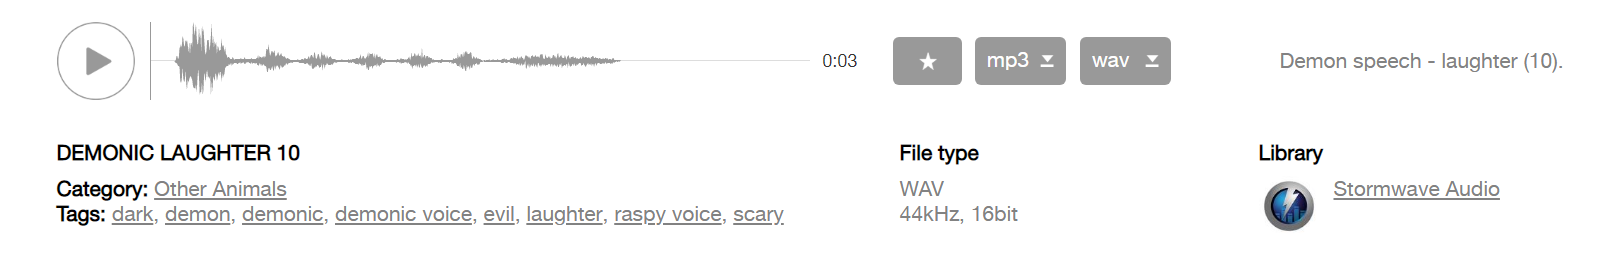 0:03 mp3 wav Demon speech - laughter (10).
DEMONIC LAUGHTER 10
Category: Other Animals
Tags: dark, demon, demonic, demonic voice, evil, laughter, raspy voice, scary
File type
WAV
44kHz, 16bit
Library
Stormwave Audio